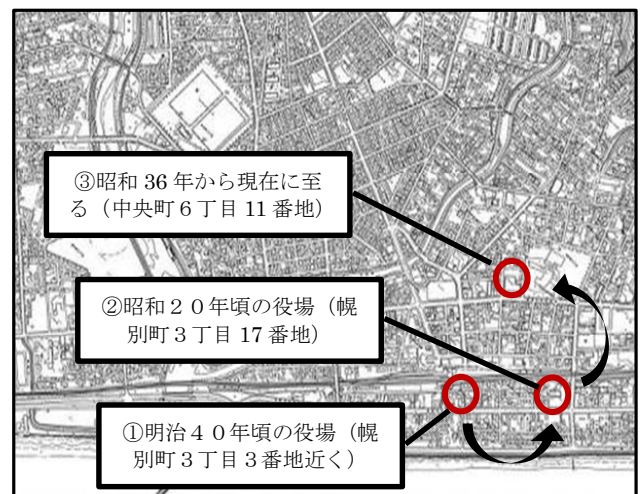 ③昭和 36 年から現在に至
る（中央町６丁目 11 番地）
②昭和２０年頃の役場（幌
別町３丁目 17 番地）
①明治４０年頃の役場（幌
別町３丁目３番地近く）